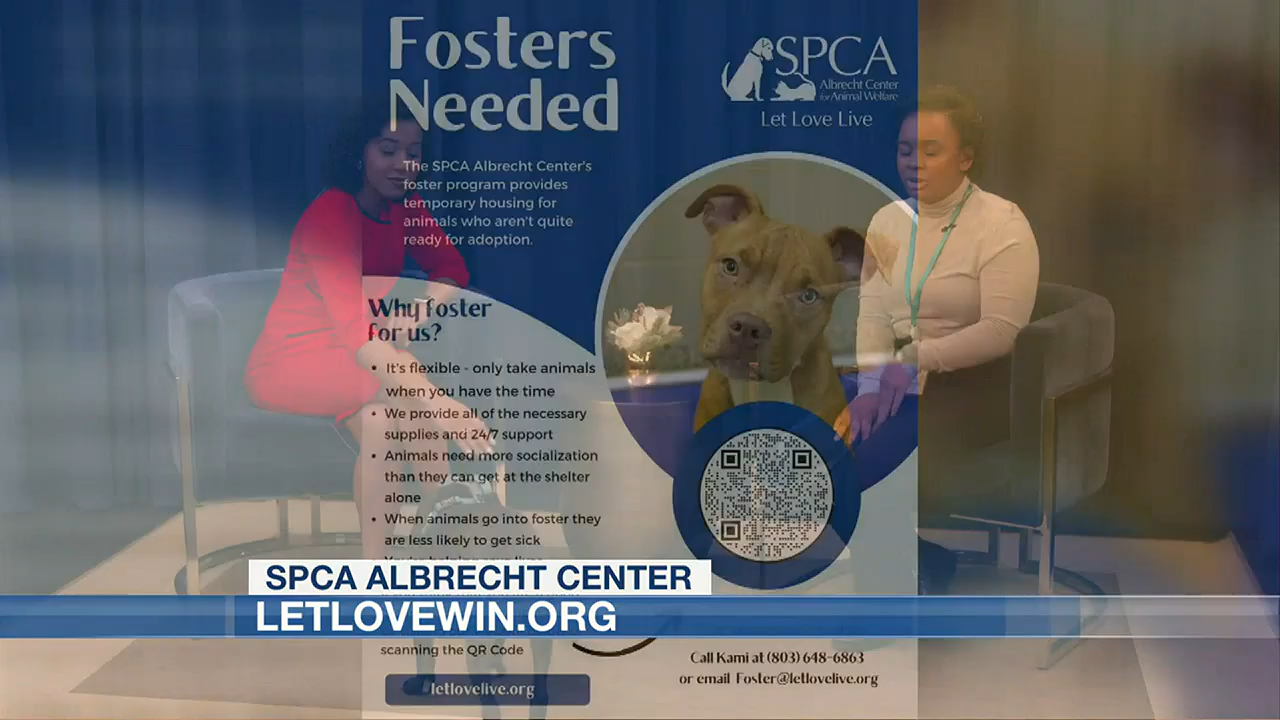 Fosters
Needed
SPCA
Albrecht Center
for Animal Welfare
Let Love Live
The SPCA Albrecht Center's
foster program provides
temporary housing for
animals who aren't quite
ready for adoption.
Why foster
for us?
• It's flexible - only take animals
when you have the time
• We provide all of the necessary
supplies and 24/7 support
• Animals need more socialization
than they can get at the shelter
alone
• When animals go into foster they
are less likely to get sick
SPCA ALBRECHT CENTER
LETLOVEWIN.ORG
scanning the QR Code
letlovelive.org
Call Kami at (803) 648-6863
or email Foster@letlovelive.org